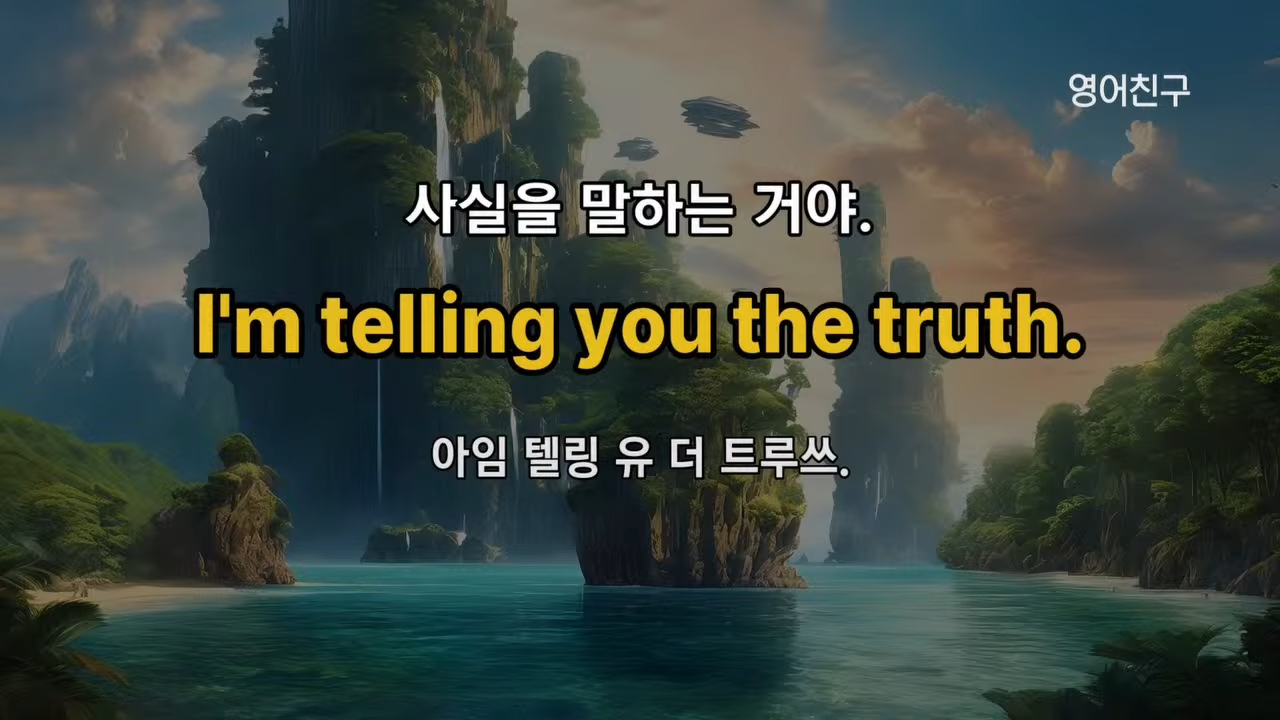 영어친구
사실을 말하는 거야.
I'm telling you the truth.
아임 텔링 유 더 트루쓰.